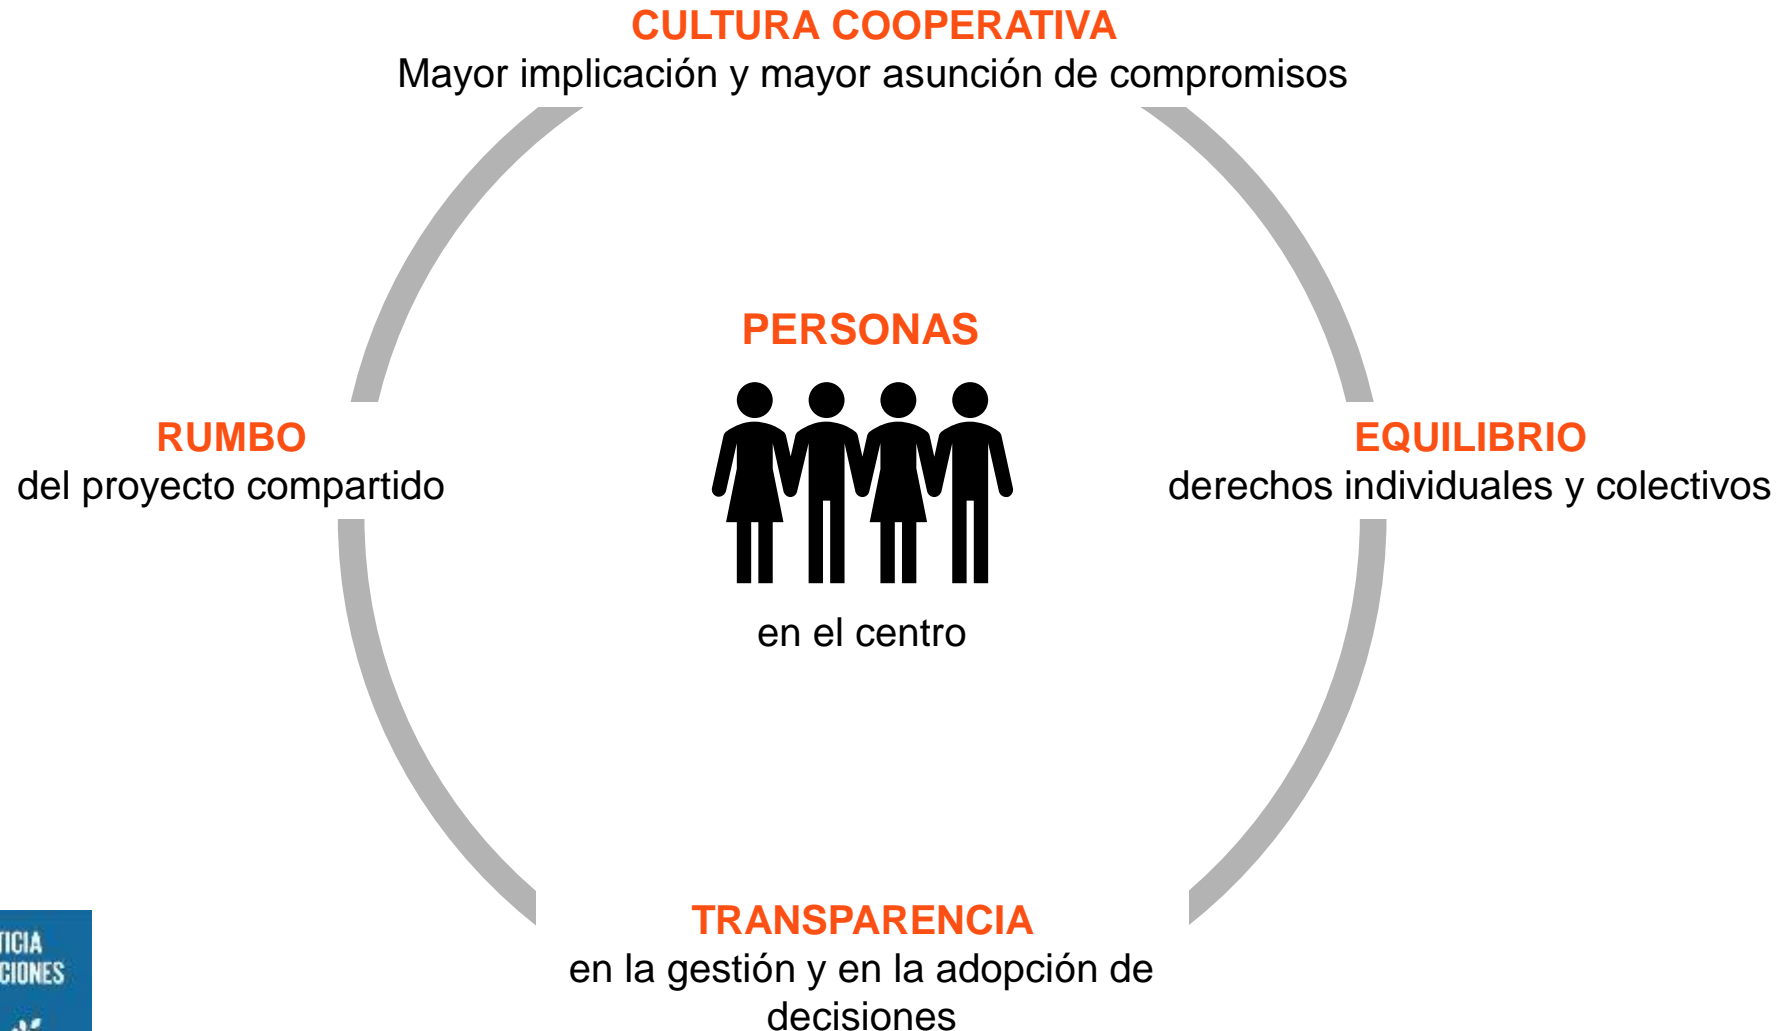 CULTURA COOPERATIVA
Mayor implicación y mayor asunción de compromisos
PERSONAS
RUMBO
del proyecto compartido
EQUILIBRIO
derechos individuales y colectivos
en el centro
TRANSPARENCIA
en la gestión y en la adopción de
decisiones